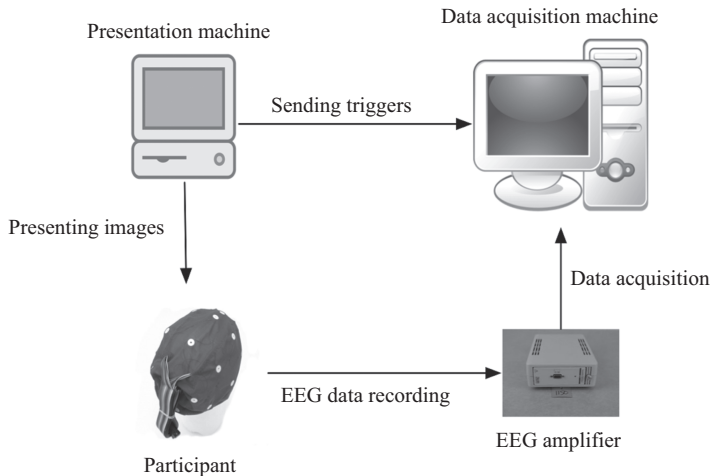 Presentation machine
Data acquisition machine
Sending triggers
Presenting images
Data acquisition
EEG data recording
EEG amplifier
Participant